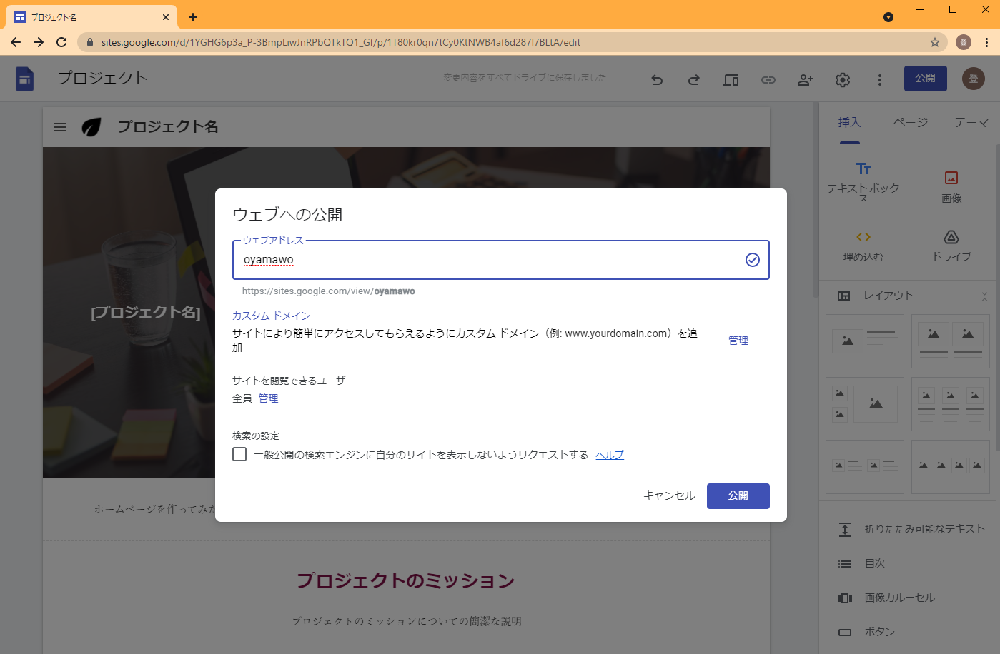 プロジェクト名
sites.google.com/d/1YGHG6p3a_P-3BmpLiwJnRPbQTkTQ1_Gf/p/1T80kr0qn7tCy0KtNWB4af6d287I7BLtA/edit
登
プロジェクト
変更内容をすべてドライブに保存しました
公開
登
プロジェクト名
挿入
ページ
テーマ
テキスト ボックス
画像
埋め込む
ドライブ
レイアウト
[プロジェクト名]
ウェブへの公開
ウェブアドレス
oyamawo
https://sites.google.com/view/oyamawo
カスタム ドメイン
サイトにより簡単にアクセスしてもらえるようにカスタム ドメイン（例: www.yourdomain.com）を追
加
管理
サイトを閲覧できるユーザー
全員 管理
検索の設定
一般公開の検索エンジンに自分のサイトを表示しないようリクエストする ヘルプ
キャンセル
公開
ホームページを作ってみた
プロジェクトのミッション
プロジェクトのミッションについての簡潔な説明
折りたたみ可能なテキスト
目次
画像カルーセル
ボタン